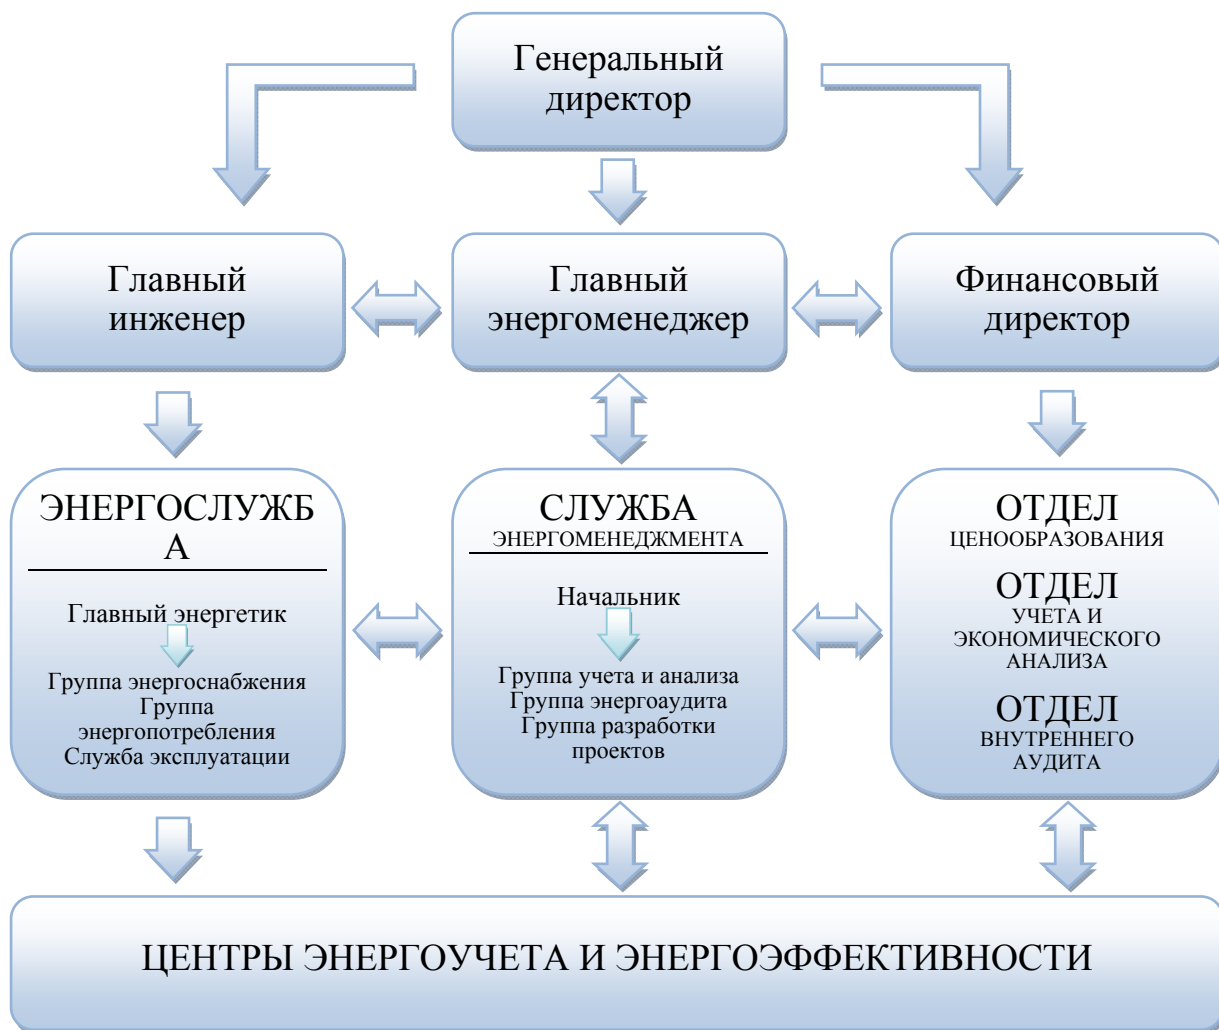 Генеральный
директор
Главный
инженер
Главный
энергоменеджер
Финансовый
директор
ЭНЕРГОСЛУЖБ
А
Главный энергетик
Группа энергоснабжения
Группа
энергопотребления
Служба эксплуатации
СЛУЖБА
ЭНЕРГОМЕНЕДЖМЕНТА
Начальник
Группа учета и анализа
Группа энергоаудита
Группа разработки
проектов
ОТДЕЛ
ЦЕНООБРАЗОВАНИЯ
ОТДЕЛ
УЧЕТА И
ЭКОНОМИЧЕСКОГО
АНАЛИЗА
ОТДЕЛ
ВНУТРЕННЕГО
АУДИТА
ЦЕНТРЫ ЭНЕРГОУЧЕТА И ЭНЕРГОЭФФЕКТИВНОСТИ